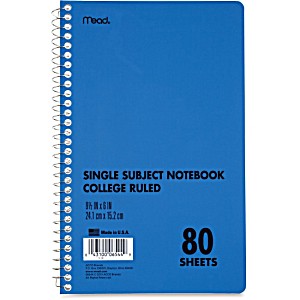 Mead
SINGLE SUBJECT NOTEBOOK
COLLEGE RULED
9½ IN x 6 IN
24.1 cm x 15.2 cm
Made in U.S.A.
80
SHEETS